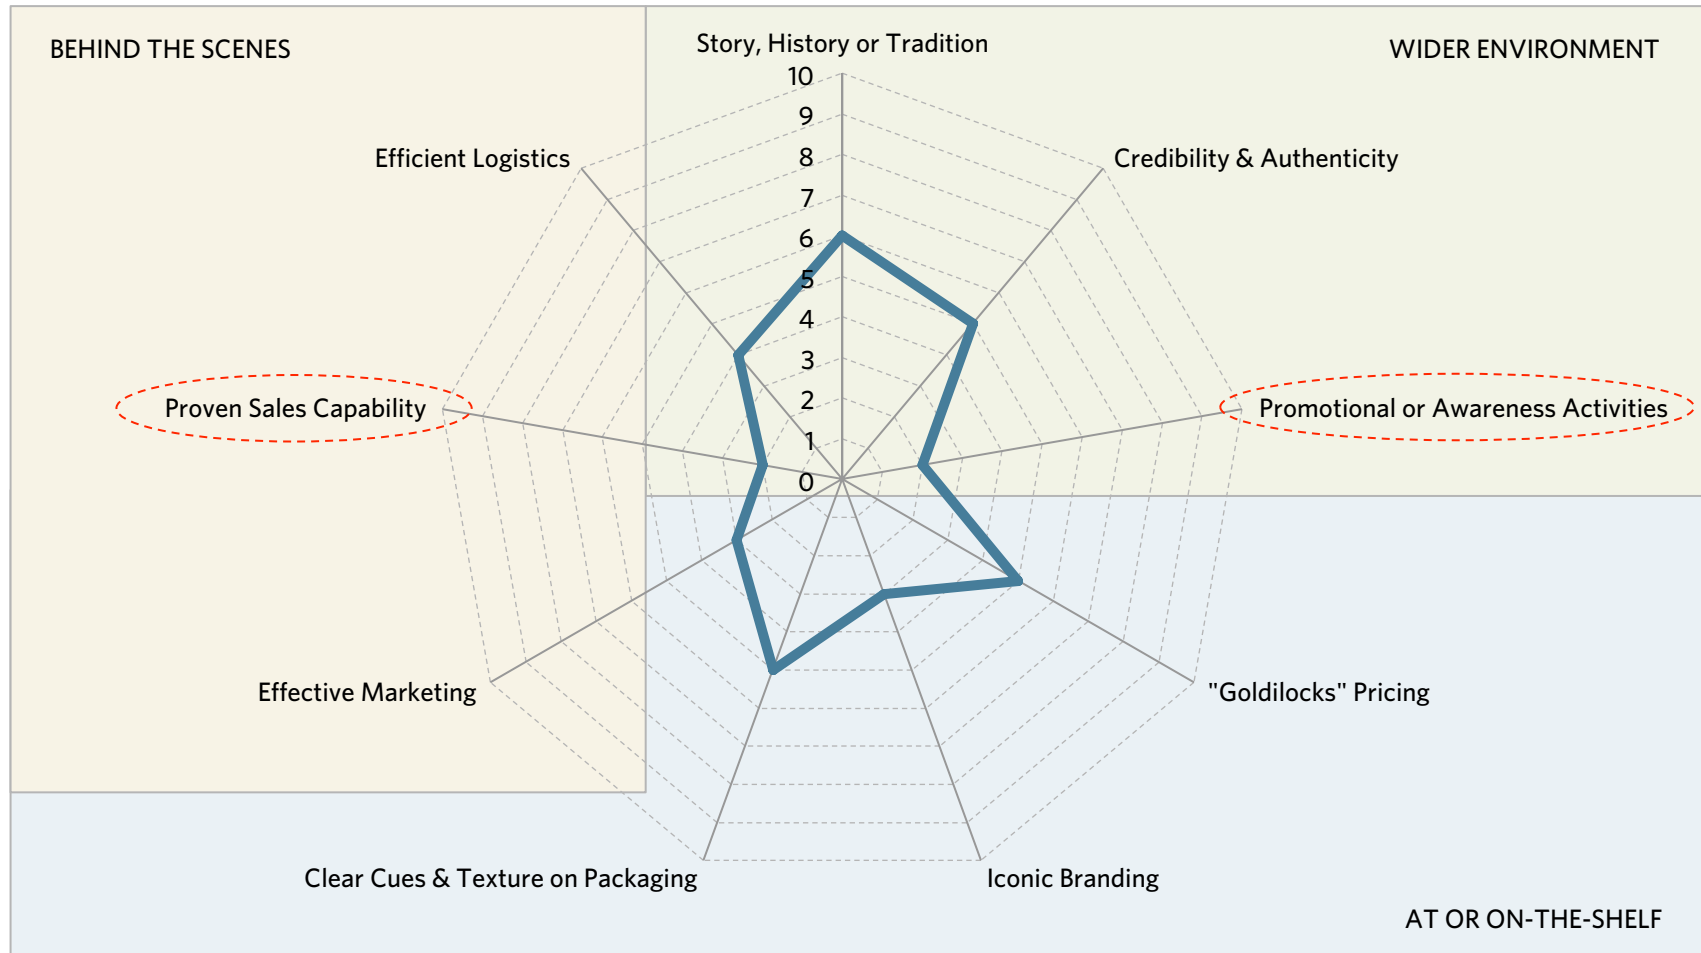 BEHIND THE SCENES
Story, History or Tradition
WIDER ENVIRONMENT
10
9
8
7
6
5
4
3
2
1
0
Efficient Logistics
Credibility & Authenticity
Proven Sales Capability
Promotional or Awareness Activities
Effective Marketing
"Goldilocks" Pricing
Clear Cues & Texture on Packaging
Iconic Branding
AT OR ON-THE-SHELF